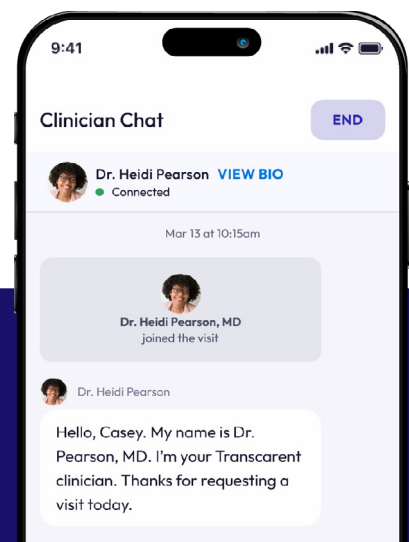 9:41
Clinician Chat
END
Dr. Heidi Pearson VIEW BIO
Connected
Mar 13 at 10:15am
Dr. Heidi Pearson, MD
joined the visit
Dr. Heidi Pearson
Hello, Casey. My name is Dr.
Pearson, MD. I'm your Transcarent
clinician. Thanks for requesting a
visit today.